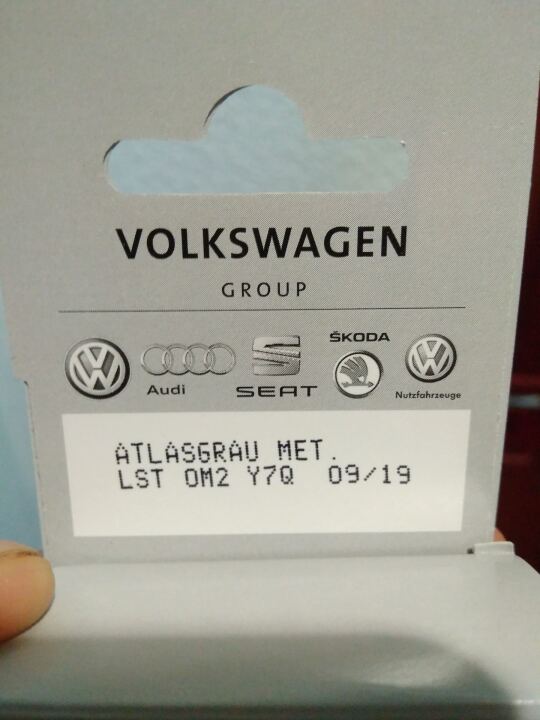 VOLKSWAGEN
GROUP
Audi
SEAT
ŠKODA
Nutzfahrzeuge
ATLASGRAU MET.
LST 0M2 Y7Q 09/19